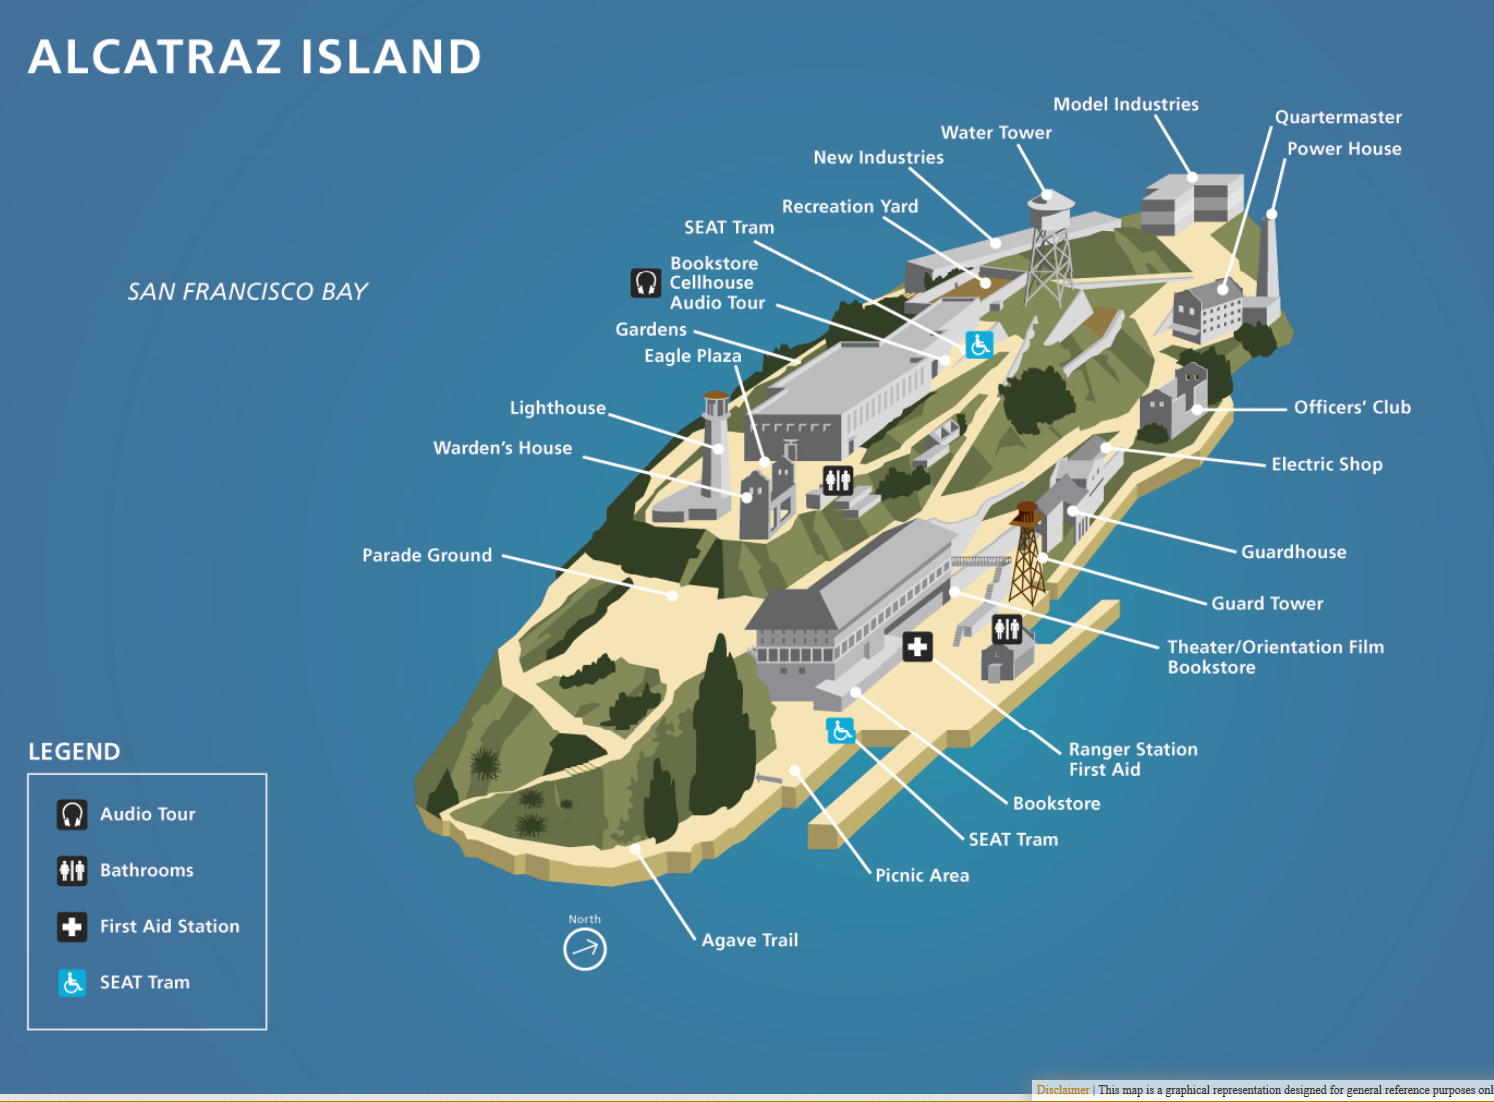 ALCATRAZ ISLAND
Model Industries
Quartermaster
Water Tower
Power House
New Industries
Recreation Yard
SEAT Tram
Bookstore
Cellhouse
Audio Tour
SAN FRANCISCO BAY
Gardens
Eagle Plaza
Lighthouse
Officers' Club
Warden's House
Electric Shop
Parade Ground
Guardhouse
Guard Tower
Theater/Orientation Film
Bookstore
Ranger Station
First Aid
Bookstore
SEAT Tram
Picnic Area
Agave Trail
North
LEGEND
Audio Tour
Bathrooms
First Aid Station
SEAT Tram
Disclaimer | This map is a graphical representation designed for general reference purposes onl